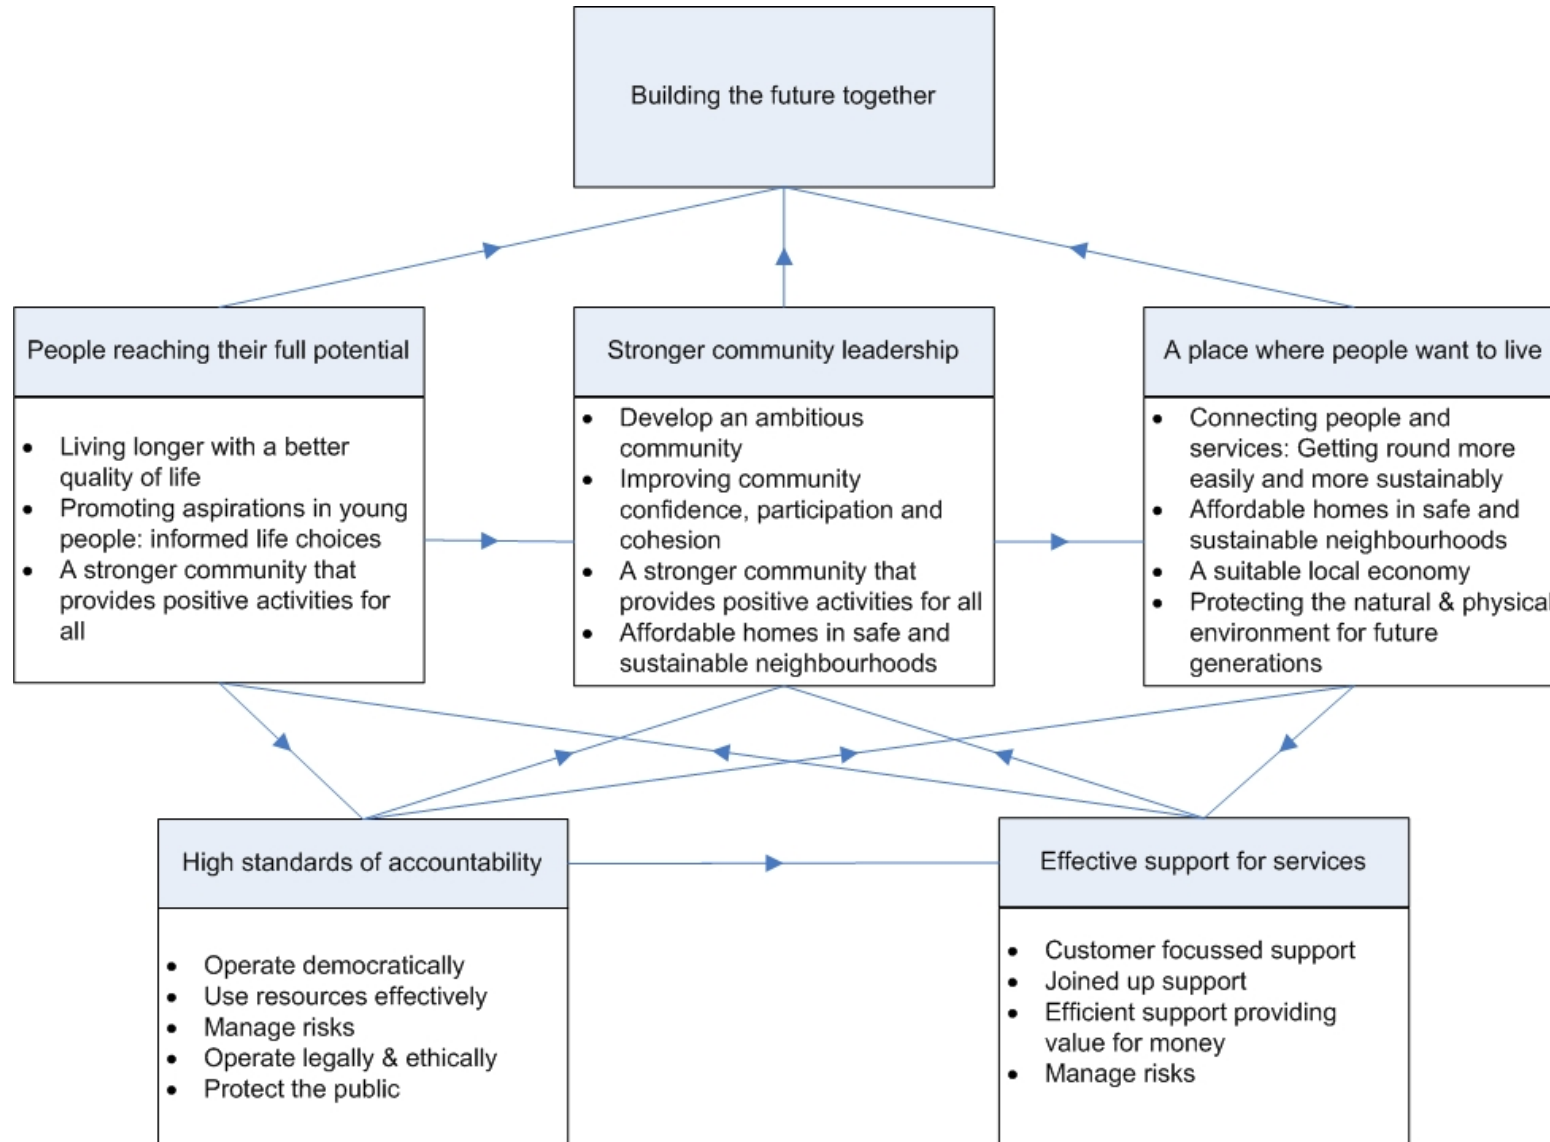 Building the future together
People reaching their full potential
Stronger community leadership
A place where people want to live
• Living longer with a better
quality of life
• Promoting aspirations in young
people: informed life choices
• A stronger community that
provides positive activities for
all
• Develop an ambitious
community
• Improving community
confidence, participation and
cohesion
• A stronger community that
provides positive activities for all
• Affordable homes in safe and
sustainable neighbourhoods
• Connecting people and
services: Getting round more
easily and more sustainably
• Affordable homes in safe and
sustainable neighbourhoods
• A suitable local economy
• Protecting the natural & physical
environment for future
generations
High standards of accountability
Effective support for services
• Operate democratically
• Use resources effectively
• Manage risks
• Operate legally & ethically
• Protect the public
• Customer focussed support
• Joined up support
• Efficient support providing
value for money
• Manage risks